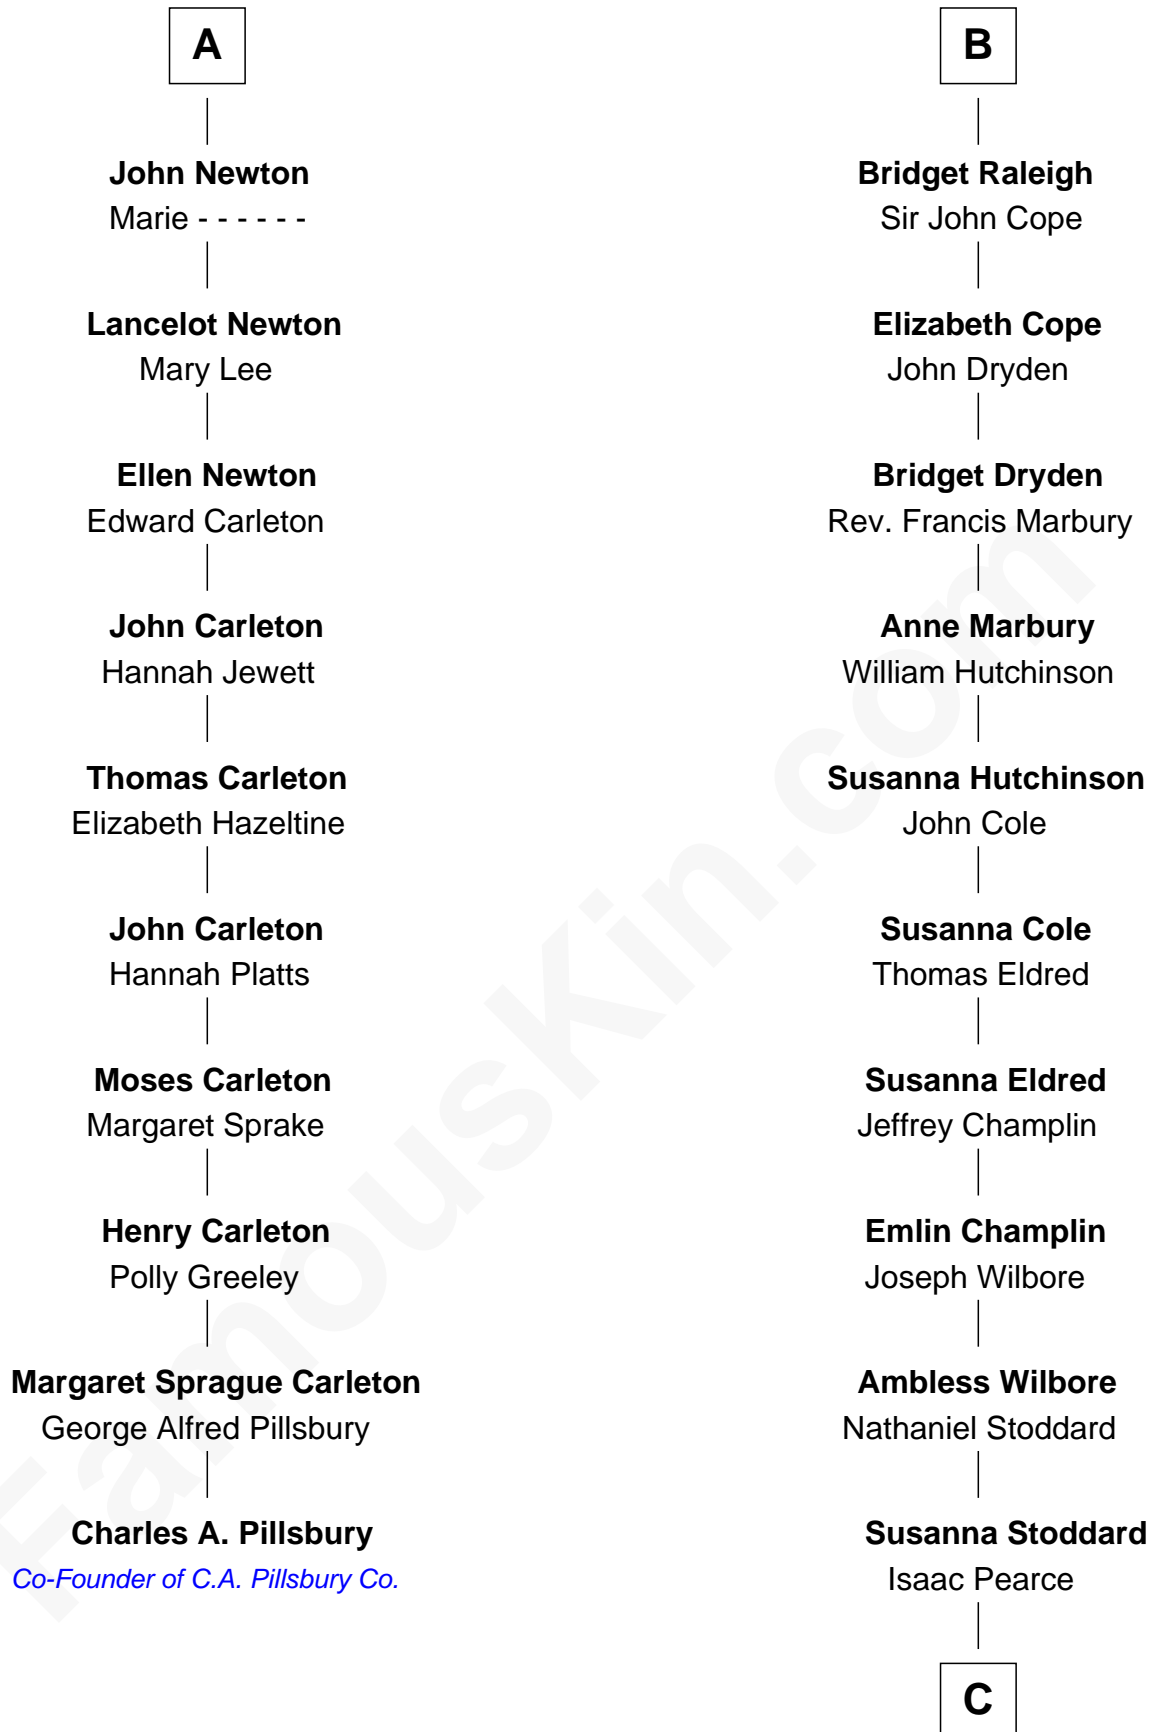 A
John Newton
Marie - - - - - -
Lancelot Newton
Mary Lee
Ellen Newton
Edward Carleton
John Carleton
Hannah Jewett
Thomas Carleton
Elizabeth Hazeltine
John Carleton
Hannah Platts
Moses Carleton
Margaret Sprake
Henry Carleton
Polly Greeley
Margaret Sprague Carleton
George Alfred Pillsbury
Charles A. Pillsbury
Co-Founder of C.A. Pillsbury Co.
B
Bridget Raleigh
Sir John Cope
Elizabeth Cope
John Dryden
Bridget Dryden
Rev. Francis Marbury
Anne Marbury
William Hutchinson
Susanna Hutchinson
John Cole
Susanna Cole
Thomas Eldred
Susanna Eldred
Jeffrey Champlin
Emlin Champlin
Joseph Wilbore
Ambless Wilbore
Nathaniel Stoddard
Susanna Stoddard
Isaac Pearce
C
FamousKin.com